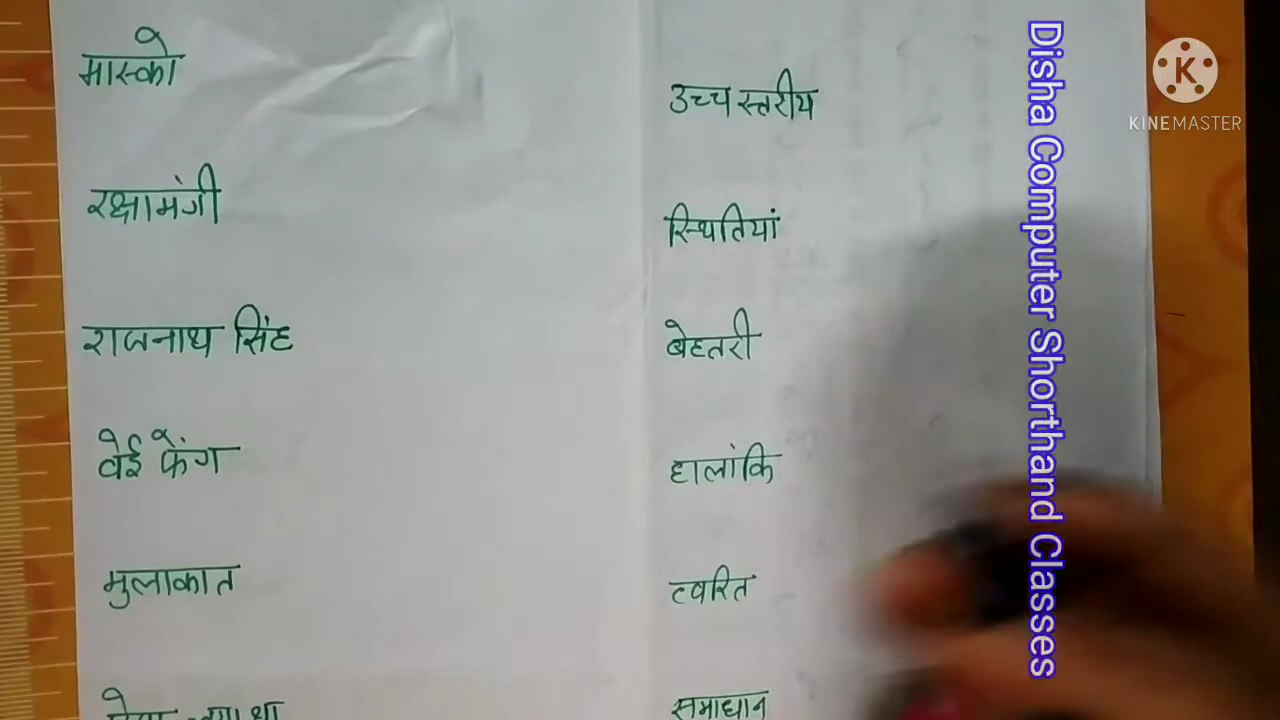 मास्को
रक्षामंत्री
राजनाथ सिंह
वेई फेंग
मुलाकात
उच्च स्तरीय
स्थितियां
बेहतरी
हालांकि
त्वरित
समाधान
Disha Computer Shorthand Classes
K
KINEMASTER